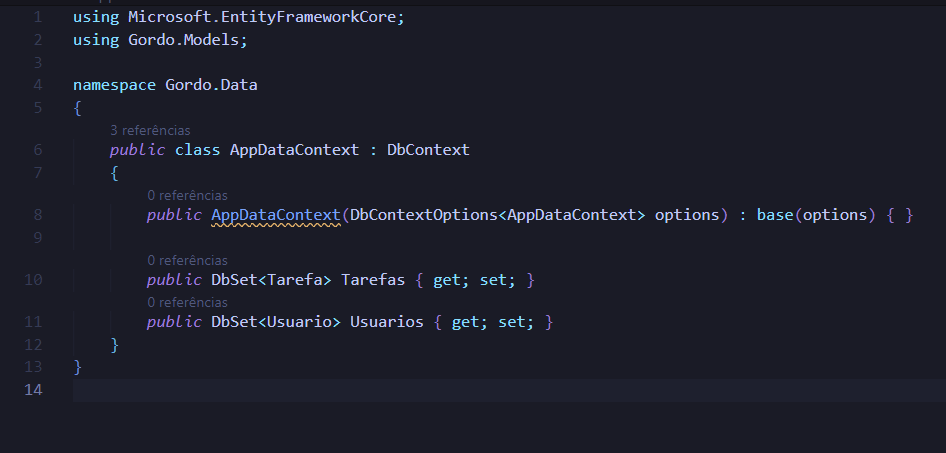 1 using Microsoft.EntityFrameworkCore;
2 using Gordo.Models;
3
4 namespace Gordo.Data
5 {
3 referências
6 public class AppDataContext : DbContext
7 {
0 referências
8 public AppDataContext(DbContextOptions<AppDataContext> options) : base(options) { }
9
0 referências
10 public DbSet<Tarefa> Tarefas { get; set; }
0 referências
11 public DbSet<Usuario> Usuarios { get; set; }
12 }
13 }
14